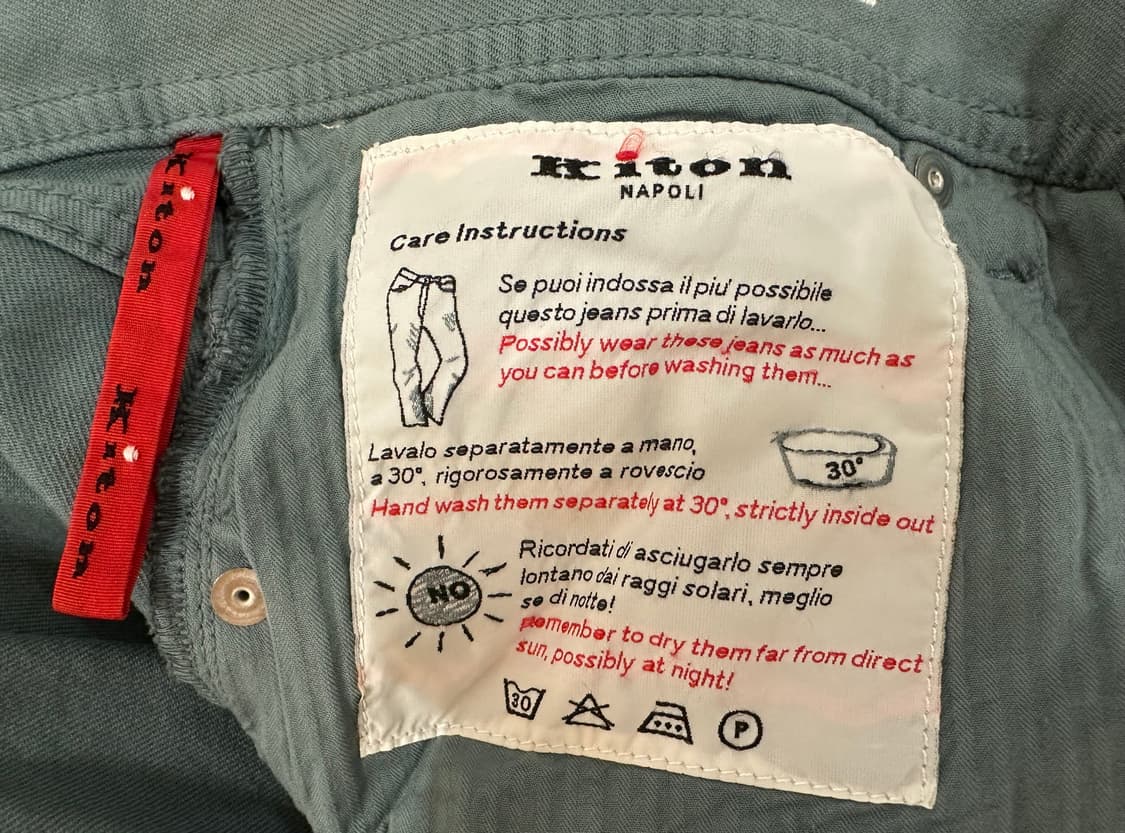 Kiton
Kiton
Kiton
NAPOLI
Care Instructions
Se puoi indossa il piu' possibile
questo jeans prima di lavarlo...
Possibly wear these jeans as much as
you can before washing them...
Lavalo separatamente a mano,
a 30°, rigorosamente a rovescio
30°
Hand wash them separately at 30°, strictly inside out
NO
Ricordati di asciugarlo sempre
lontano dai raggi solari, meglio
se di notte!
Remember to dry them far from direct
sun, possibly at night!
30
P